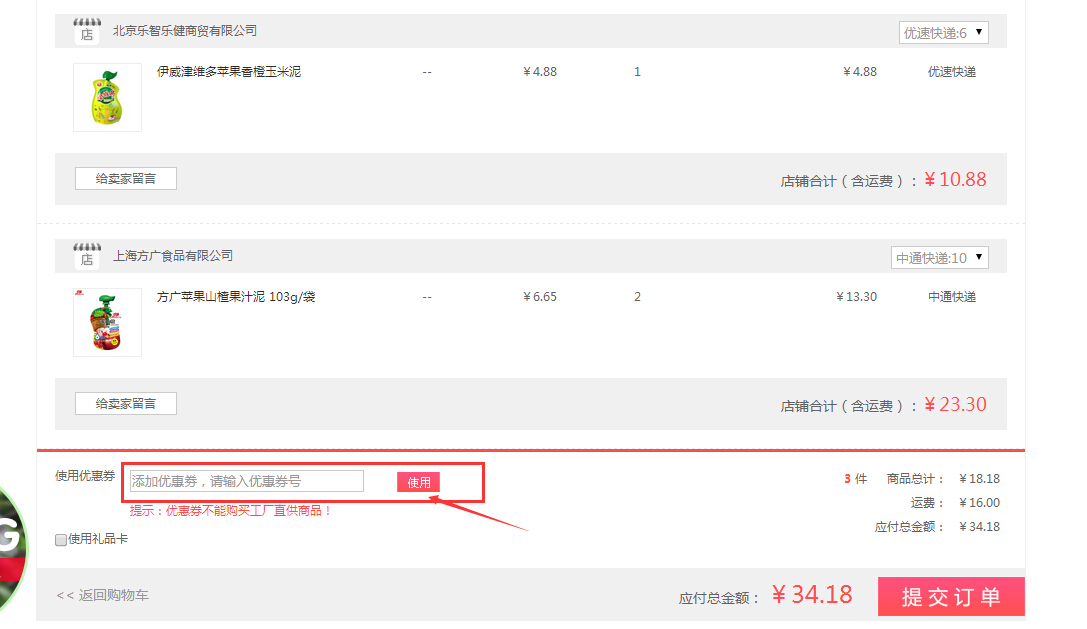 店 北京乐智乐健商贸有限公司 优速快递:6
伊威津维多苹果香橙玉米泥 -- ￥4.88 1 ￥4.88 优速快递
给卖家留言 店铺合计（含运费）：￥10.88
店 上海方广食品有限公司 中通快递:10
方广苹果山楂果汁泥 103g/袋 -- ￥6.65 2 ￥13.30 中通快递
给卖家留言 店铺合计（含运费）：￥23.30
使用优惠券 添加优惠券，请输入优惠券号 使用 3 件 商品总计： ￥18.18
运费： ￥16.00
提示：优惠券不能购买工厂直供商品！
应付总金额： ￥34.18
使用礼品卡
G
<< 返回购物车 应付总金额： ￥34.18 提交订单